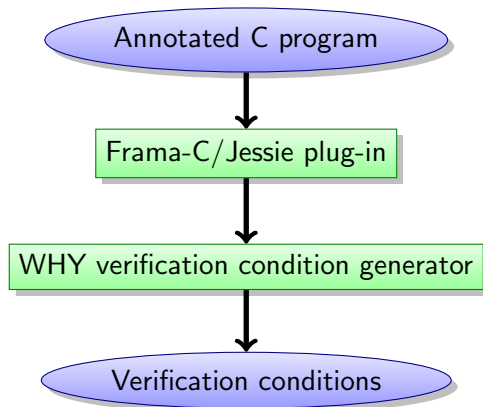 Annotated C program
Frama-C/Jessie plug-in
WHY verification condition generator
Verification conditions